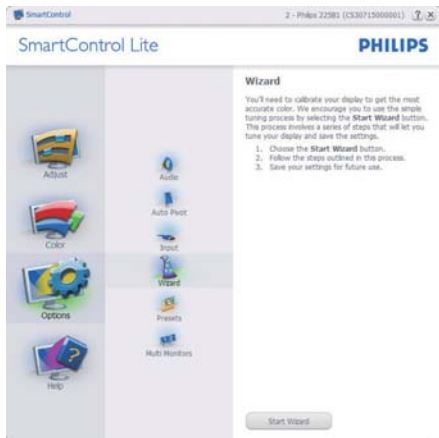 SmartControl
2 - Philips 225B1 (CS30715000001)
SmartControl Lite
PHILIPS
Adjust
Color
Options
Help
Audio
Auto Pivot
Input
Wizard
Presets
Multi Monitors
Wizard
You'll need to calibrate your display to get the most
accurate color. We encourage you to use the simple
tuning process by selecting the Start Wizard button.
This process involves a series of steps that will let you
tune your display and save the settings.
1. Choose the Start Wizard button.
2. Follow the steps outlined in this process.
3. Save your settings for future use.
Start Wizard